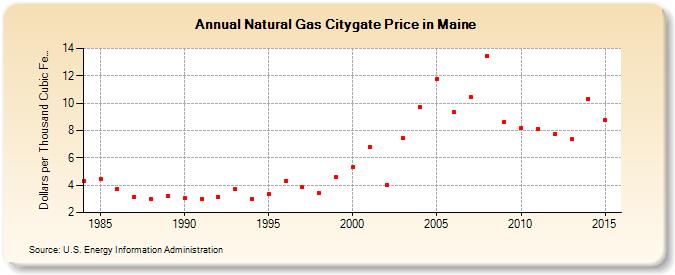 Annual Natural Gas Citygate Price in Maine
Dollars per Thousand Cubic Fe...
14
12
10
8
6
4
2
1985 1990 1995 2000 2005 2010 2015
Source: U.S. Energy Information Administration